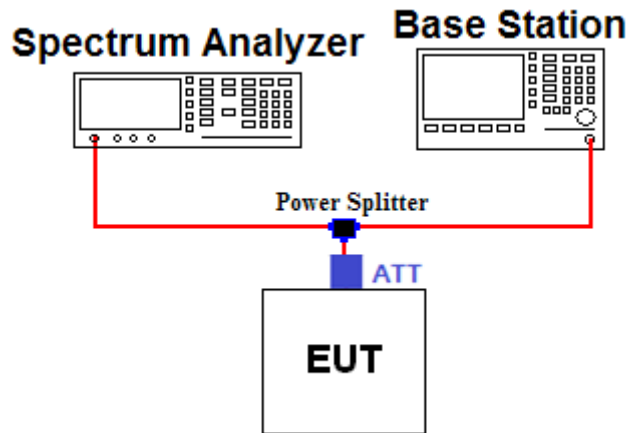 Spectrum Analyzer
Base Station
Power Splitter
ATT
EUT